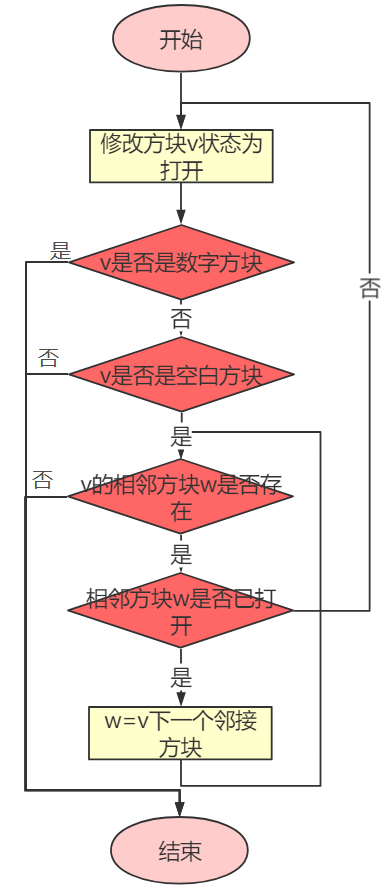 开始
修改方块v状态为
打开
是
v是否是数字方块
否
否
否
v是否是空白方块
是
否
v的相邻方块w是否存
在
是
相邻方块w是否已打
开
是
w=v下一个邻接
方块
结束